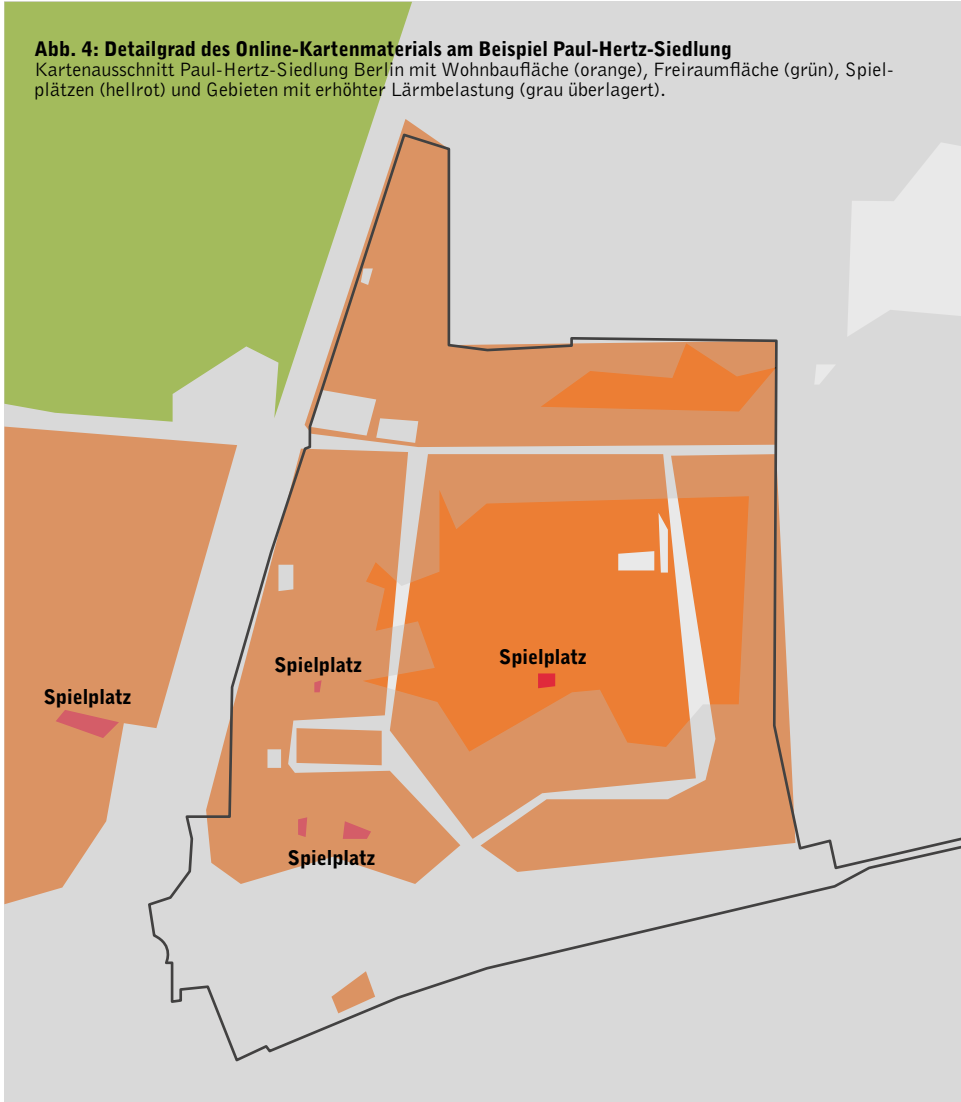 Abb. 4: Detailgrad des Online-Kartenmaterials am Beispiel Paul-Hertz-Siedlung
Kartenausschnitt Paul-Hertz-Siedlung Berlin mit Wohnbaufläche (orange), Freiraumfläche (grün), Spiel-
plätzen (hellrot) und Gebieten mit erhöhter Lärmbelastung (grau überlagert).
Spielplatz
Spielplatz
Spielplatz
Spielplatz